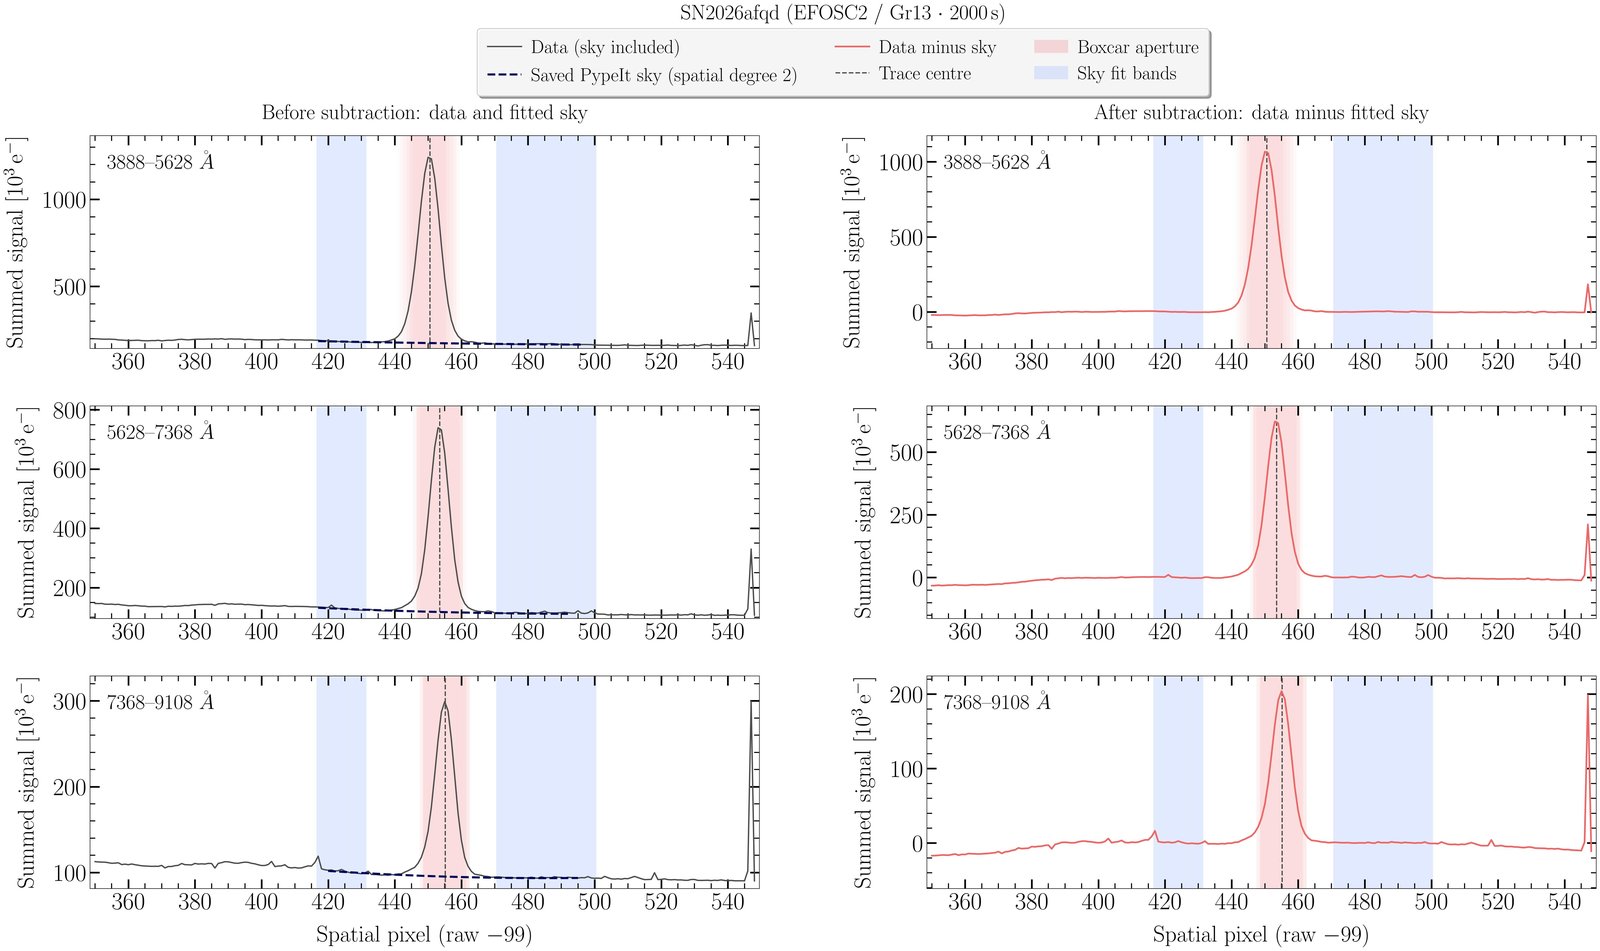 SN2026afqd (EFOSC2 / Gr13 · 2000 s)
Data (sky included)
Saved PypeIt sky (spatial degree 2)
Data minus sky
Trace centre
Boxcar aperture
Sky fit bands
Before subtraction: data and fitted sky
After subtraction: data minus fitted sky
3888–5628 Å
Summed signal [10³ e⁻]
1000
500
360 380 400 420 440 460 480 500 520 540
3888–5628 Å
Summed signal [10³ e⁻]
1000
500
0
360 380 400 420 440 460 480 500 520 540
5628–7368 Å
Summed signal [10³ e⁻]
800
600
400
200
360 380 400 420 440 460 480 500 520 540
5628–7368 Å
Summed signal [10³ e⁻]
500
250
0
360 380 400 420 440 460 480 500 520 540
7368–9108 Å
Summed signal [10³ e⁻]
300
200
100
360 380 400 420 440 460 480 500 520 540
Spatial pixel (raw −99)
7368–9108 Å
Summed signal [10³ e⁻]
200
100
0
360 380 400 420 440 460 480 500 520 540
Spatial pixel (raw −99)